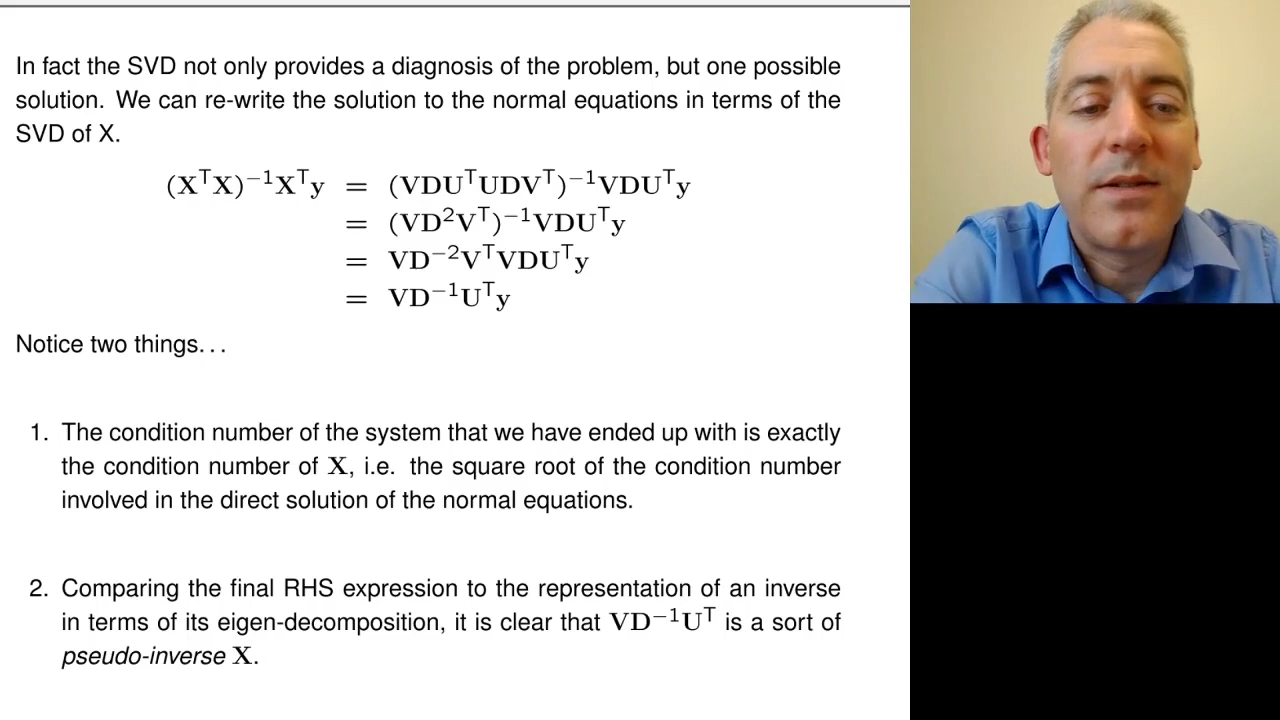 In fact the SVD not only provides a diagnosis of the problem, but one possible
solution. We can re-write the solution to the normal equations in terms of the
SVD of X.
(XᵀX)⁻¹Xᵀy = (VDUᵀUDVᵀ)⁻¹VDUᵀy
= (VD²Vᵀ)⁻¹VDUᵀy
= VD⁻²VᵀVDUᵀy
= VD⁻¹Uᵀy
Notice two things...
1. The condition number of the system that we have ended up with is exactly
the condition number of X, i.e. the square root of the condition number
involved in the direct solution of the normal equations.
2. Comparing the final RHS expression to the representation of an inverse
in terms of its eigen-decomposition, it is clear that VD⁻¹Uᵀ is a sort of
pseudo-inverse X.